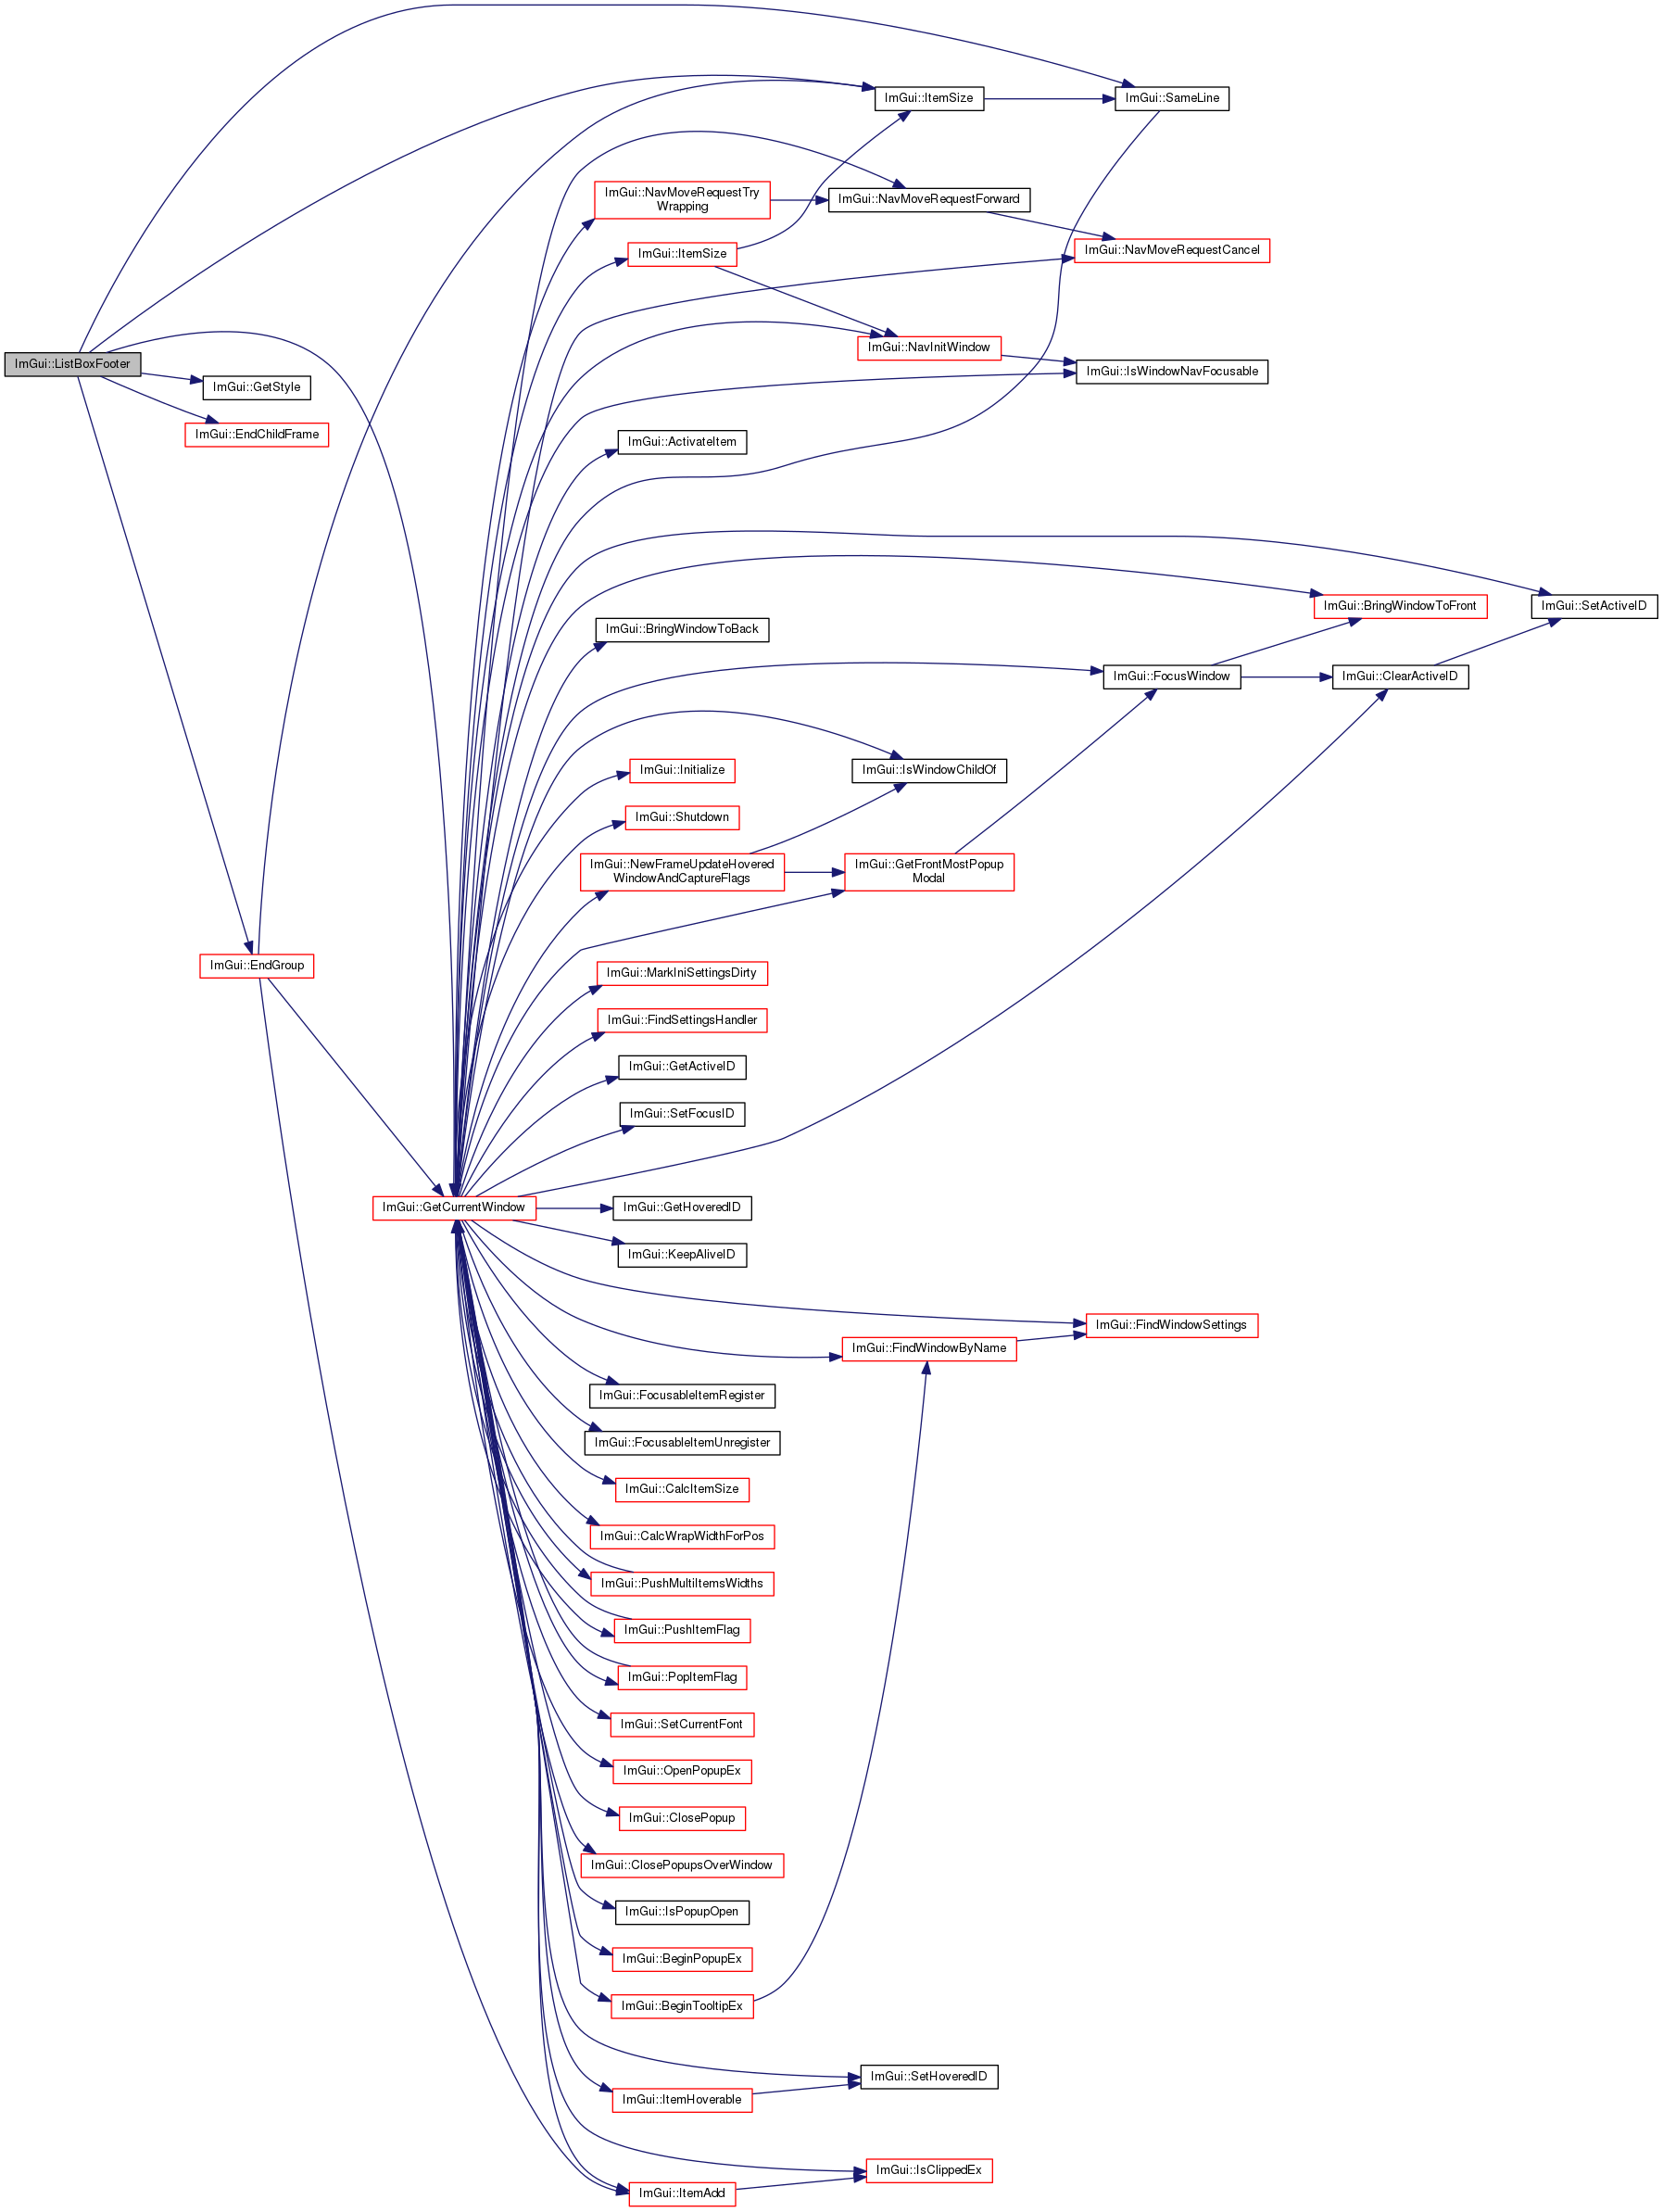 ImGui::ItemSize
ImGui::SameLine
ImGui::NavMoveRequestTry
Wrapping
ImGui::NavMoveRequestForward
ImGui::ItemSize
ImGui::NavMoveRequestCancel
ImGui::NavInitWindow
ImGui::ListBoxFooter
ImGui::IsWindowNavFocusable
ImGui::GetStyle
ImGui::EndChildFrame
ImGui::ActivateItem
ImGui::BringWindowToFront
ImGui::SetActiveID
ImGui::BringWindowToBack
ImGui::FocusWindow
ImGui::ClearActiveID
ImGui::Initialize
ImGui::IsWindowChildOf
ImGui::Shutdown
ImGui::NewFrameUpdateHovered
WindowAndCaptureFlags
ImGui::GetFrontMostPopup
Modal
ImGui::EndGroup
ImGui::MarkIniSettingsDirty
ImGui::FindSettingsHandler
ImGui::GetActiveID
ImGui::SetFocusID
ImGui::GetCurrentWindow
ImGui::GetHoveredID
ImGui::KeepAliveID
ImGui::FindWindowSettings
ImGui::FindWindowByName
ImGui::FocusableItemRegister
ImGui::FocusableItemUnregister
ImGui::CalcItemSize
ImGui::CalcWrapWidthForPos
ImGui::PushMultiItemsWidths
ImGui::PushItemFlag
ImGui::PopItemFlag
ImGui::SetCurrentFont
ImGui::OpenPopupEx
ImGui::ClosePopup
ImGui::ClosePopupsOverWindow
ImGui::IsPopupOpen
ImGui::BeginPopupEx
ImGui::BeginTooltipEx
ImGui::SetHoveredID
ImGui::ItemHoverable
ImGui::IsClippedEx
ImGui::ItemAdd